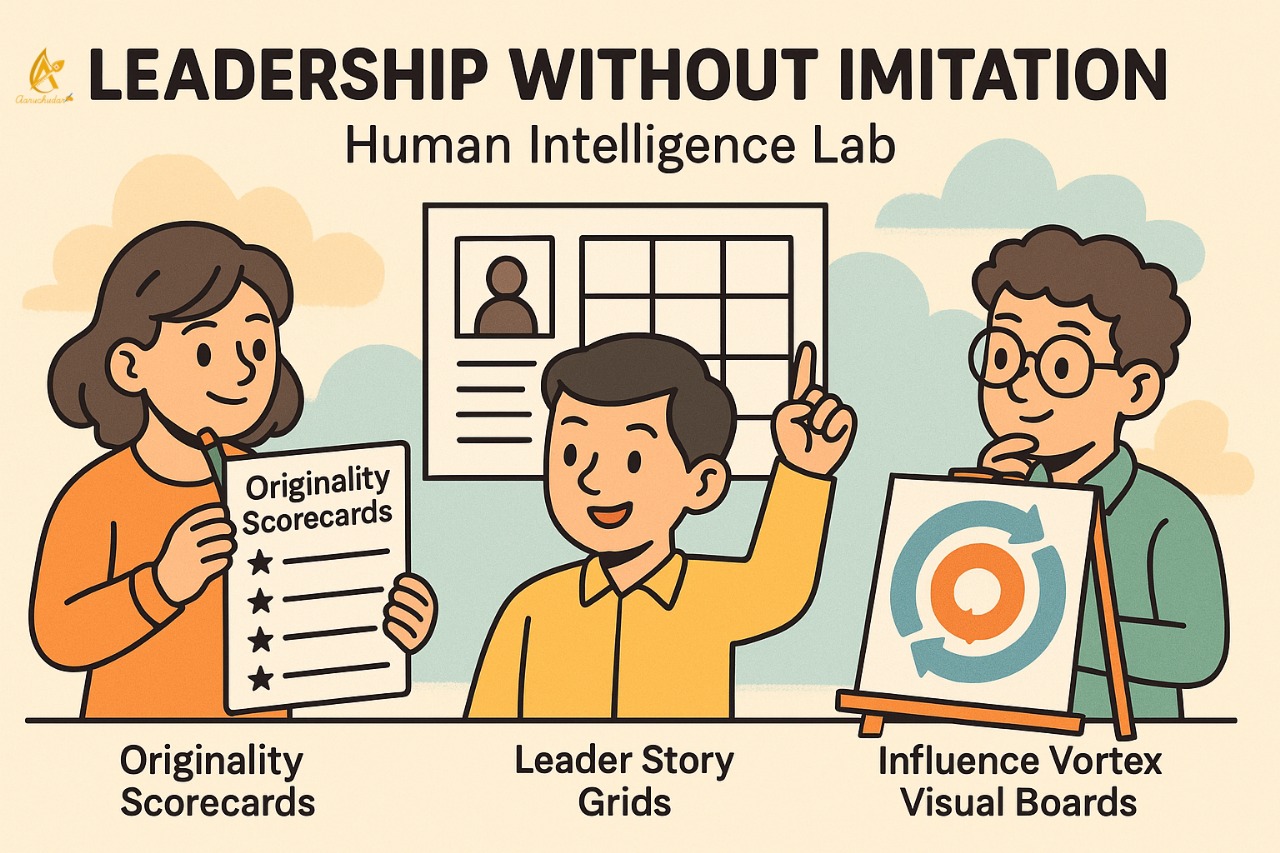 LEADERSHIP WITHOUT IMITATION
Human Intelligence Lab
Originality
Scorecards
Originality
Scorecards
Leader Story
Grids
Influence Vortex
Visual Boards